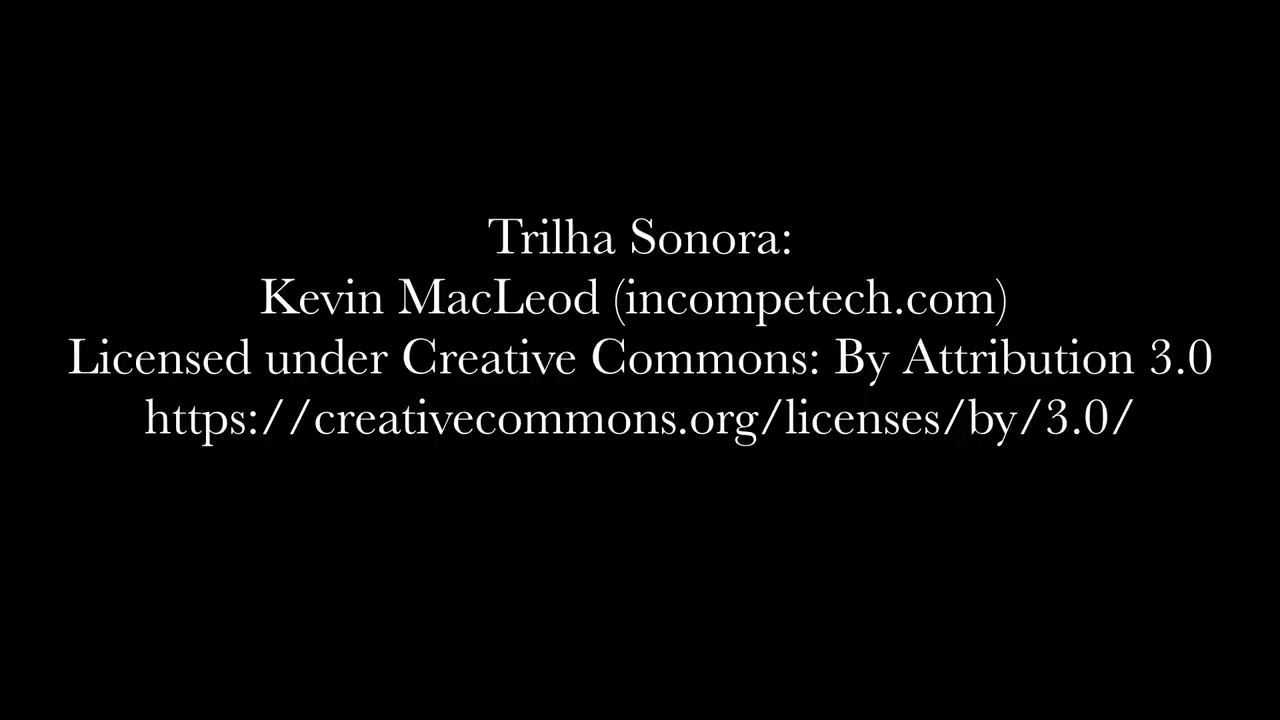 Trilha Sonora:
Kevin MacLeod (incompetech.com)
Licensed under Creative Commons: By Attribution 3.0
https://creativecommons.org/licenses/by/3.0/